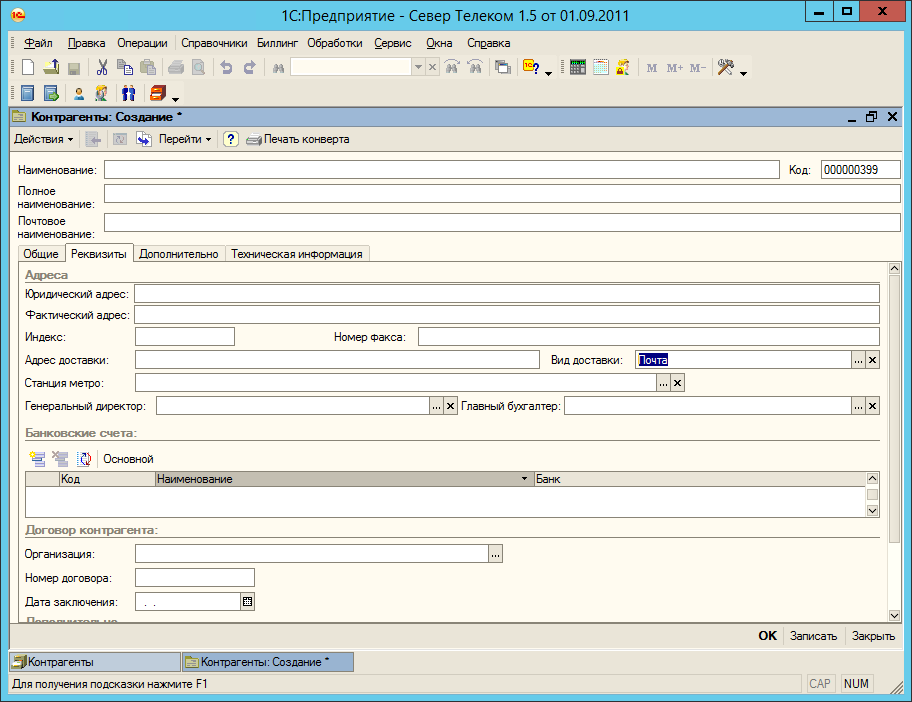 1С:Предприятие - Север Телеком 1.5 от 01.09.2011
Файл Правка Операции Справочники Биллинг Обработки Сервис Окна Справка
M M+ M-
Контрагенты: Создание *
Действия Перейти Печать конверта
Наименование: Код: 000000399
Полное
наименование:
Почтовое
наименование:
Общие Реквизиты Дополнительно Техническая информация
Адреса
Юридический адрес:
Фактический адрес:
Индекс: Номер факса:
Адрес доставки: Вид доставки: Почта ...
Станция метро: ...
Генеральный директор: ... Главный бухгалтер: ...
Банковские счета:
Основной
Код Наименование Банк
Договор контрагента:
Организация: ...
Номер договора:
Дата заключения: . .
Дополнительно
OK Записать Закрыть
Контрагенты Контрагенты: Создание *
Для получения подсказки нажмите F1 CAP NUM